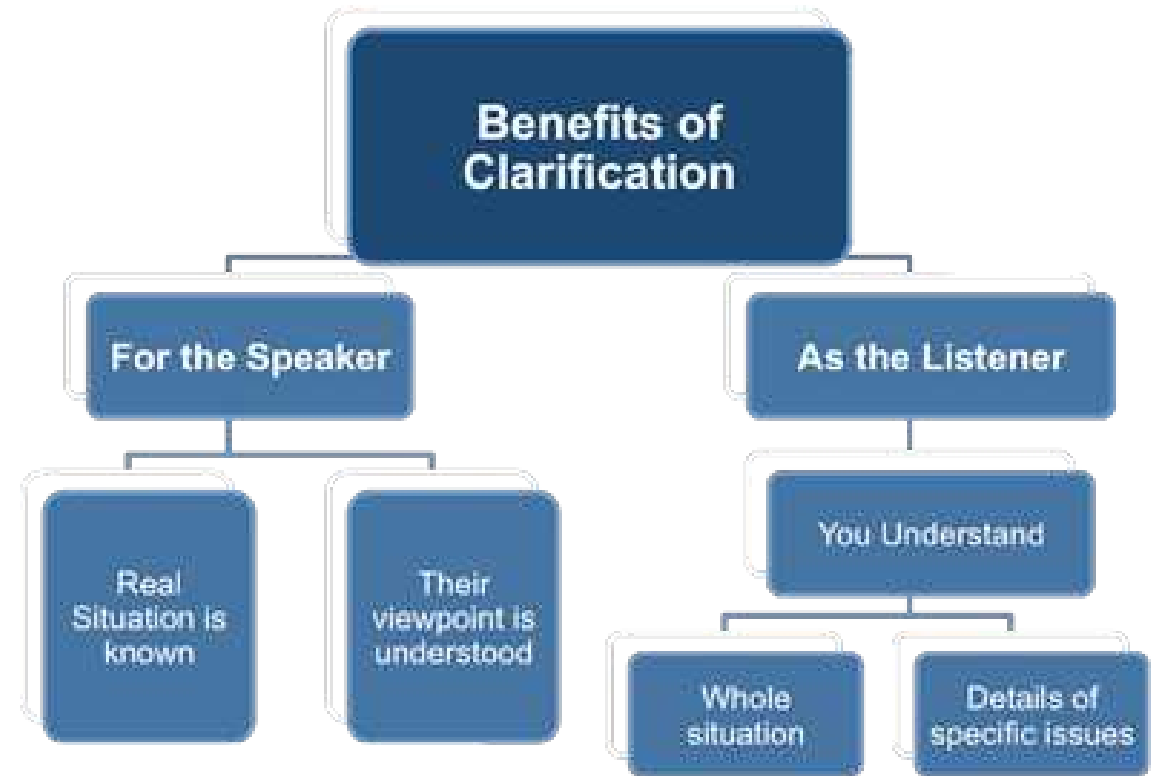 Benefits of
Clarification
For the Speaker
As the Listener
Real
Situation is
known
Their
viewpoint is
understood
You Understand
Whole
situation
Details of
specific issues